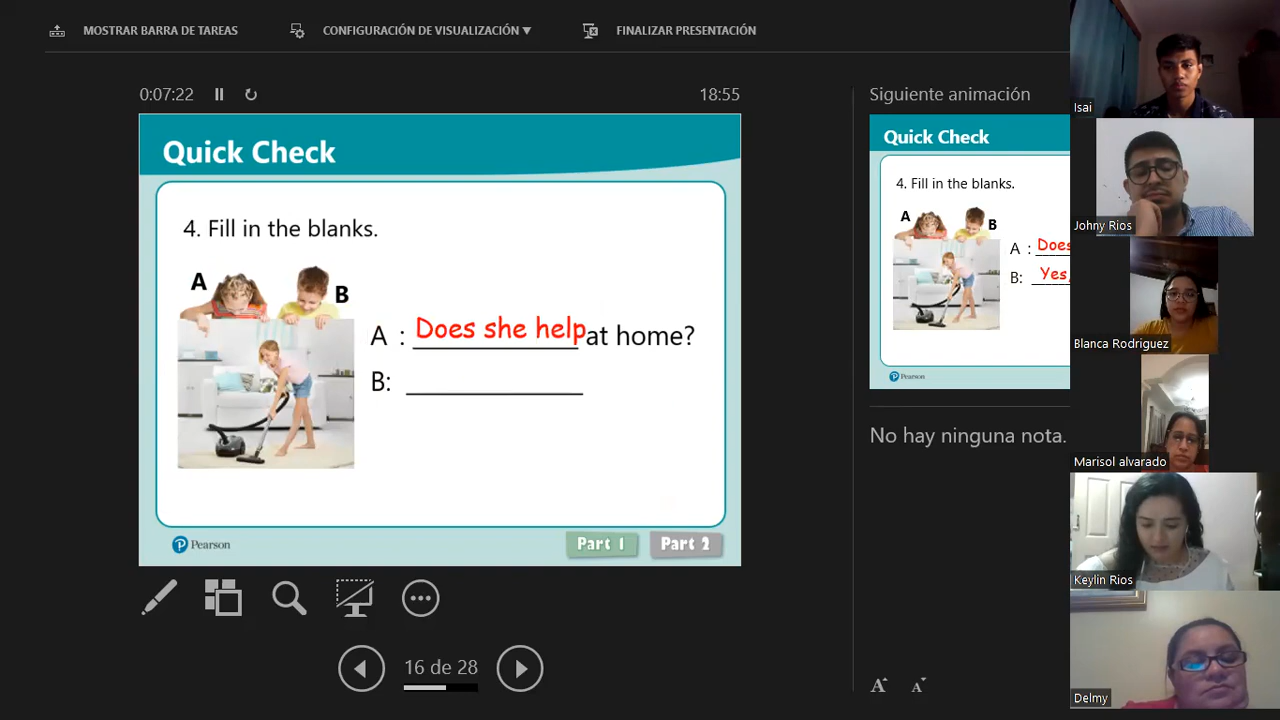 MOSTRAR BARRA DE TAREAS
CONFIGURACIÓN DE VISUALIZACIÓN ▼
FINALIZAR PRESENTACIÓN
0:07:22
18:55
Quick Check
4. Fill in the blanks.
A
B
A : Does she help at home?
B: ____________
Pearson
Part 1
Part 2
16 de 28
Siguiente animación
Quick Check
4. Fill in the blanks.
A
B
A : Does
B: Yes,
Pearson
No hay ninguna nota.
A A
Isai
Johny Rios
Blanca Rodriguez
Marisol alvarado
Keylin Rios
Delmy